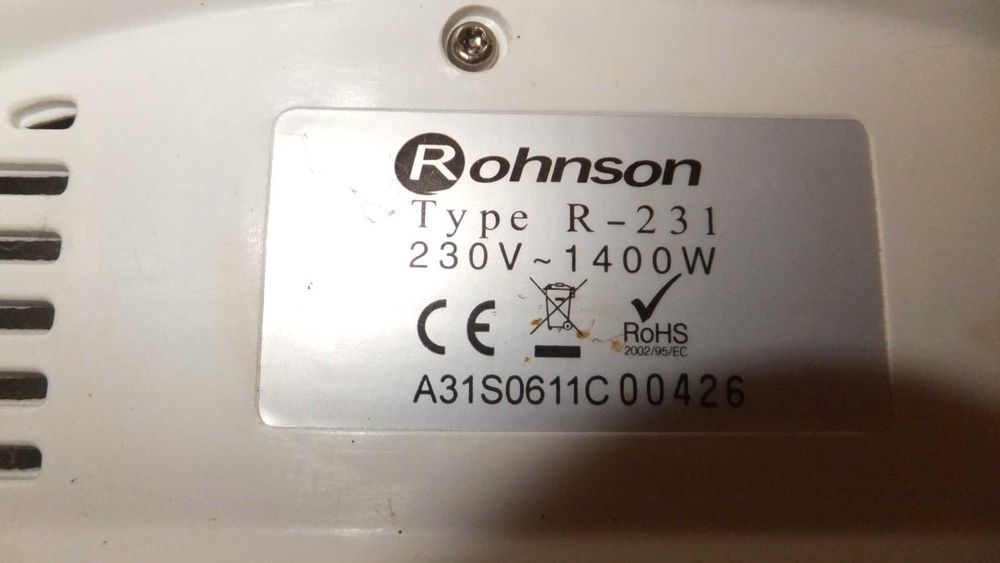 Rohnson
Type R-231
230V~1400W
CE
RoHS
2002/95/EC
A31S0611C00426